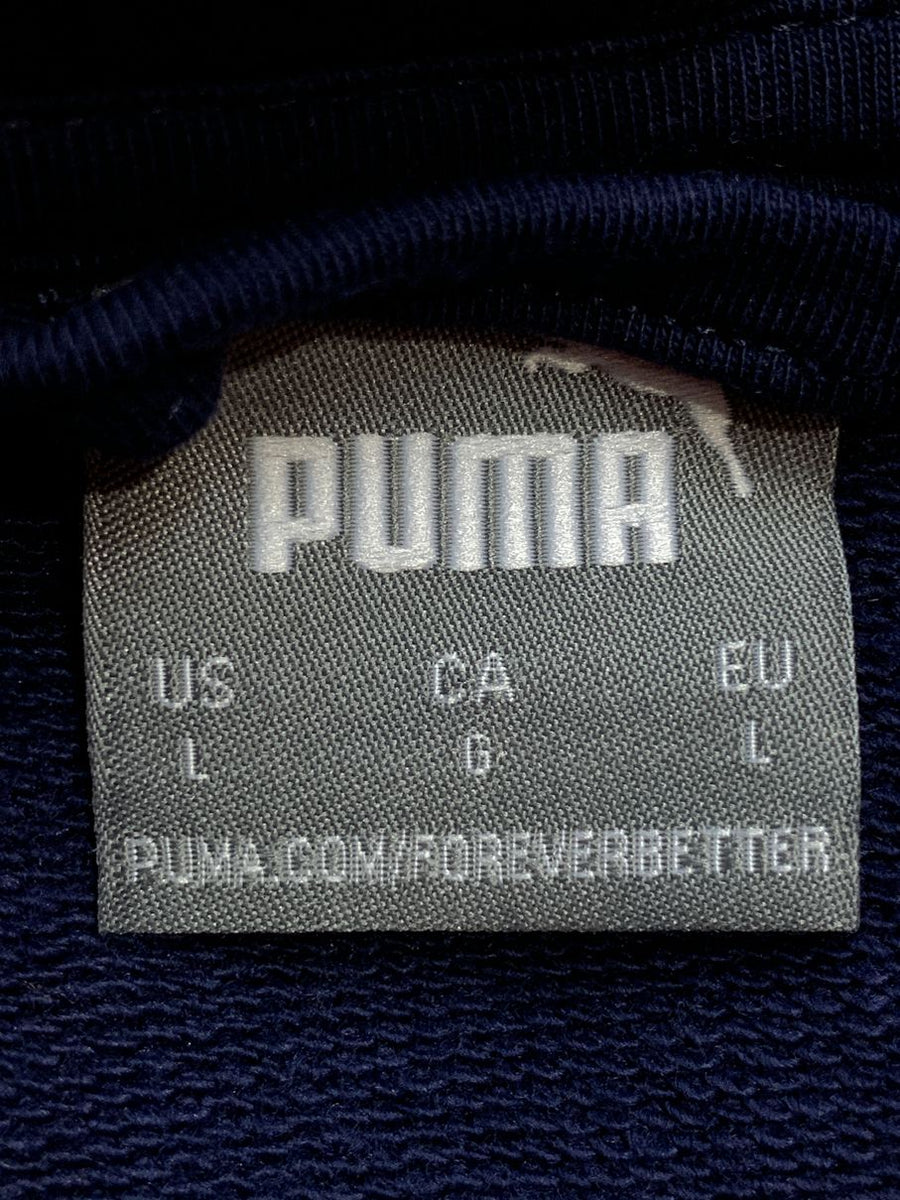 PUMA
US CA EU
L G L
PUMA.COM/FOREVERBETTER